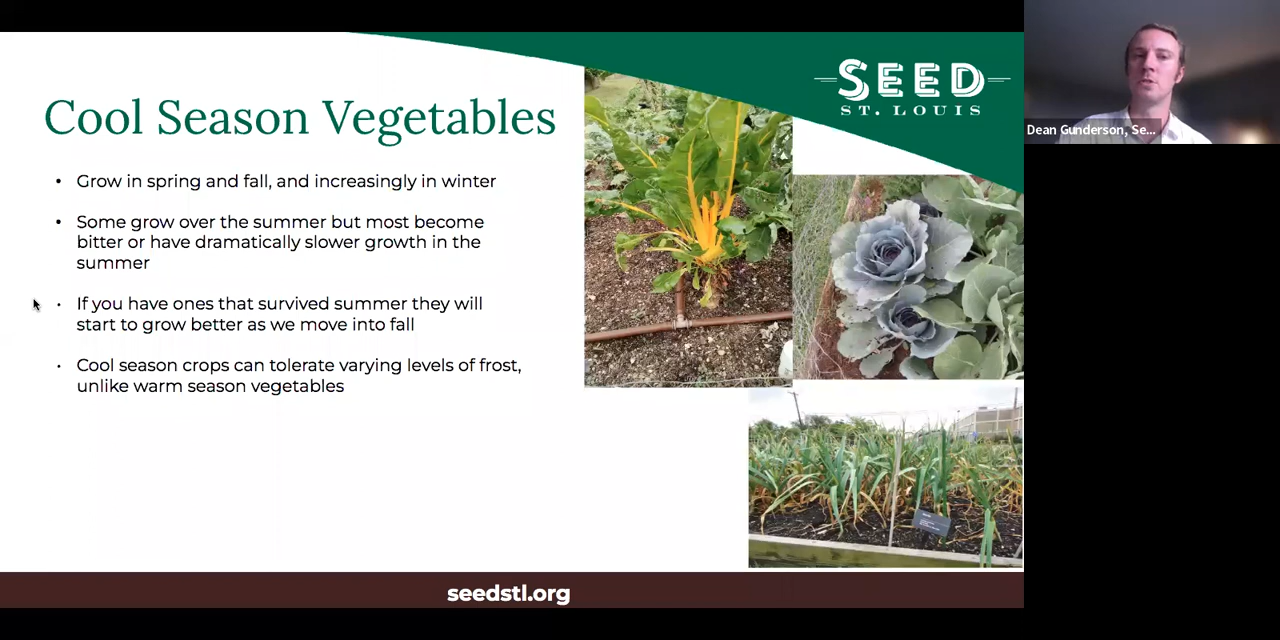 Cool Season Vegetables
• Grow in spring and fall, and increasingly in winter
• Some grow over the summer but most become
bitter or have dramatically slower growth in the
summer
• If you have ones that survived summer they will
start to grow better as we move into fall
• Cool season crops can tolerate varying levels of frost,
unlike warm season vegetables
SEED
ST. LOUIS
Dean Gunderson, Se...
seedstl.org